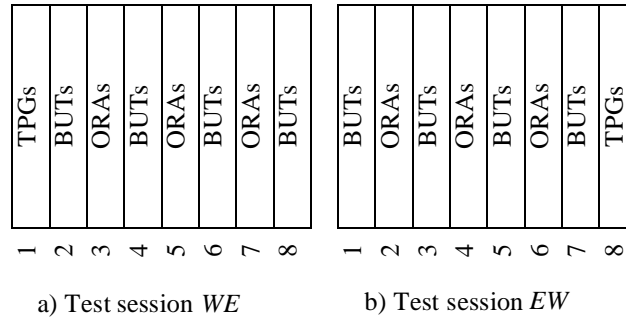 TPGs BUTs ORAs BUTs ORAs BUTs ORAs BUTs
1 2 3 4 5 6 7 8
a) Test session WE
BUTs ORAs BUTs ORAs BUTs ORAs BUTs TPGs
1 2 3 4 5 6 7 8
b) Test session EW